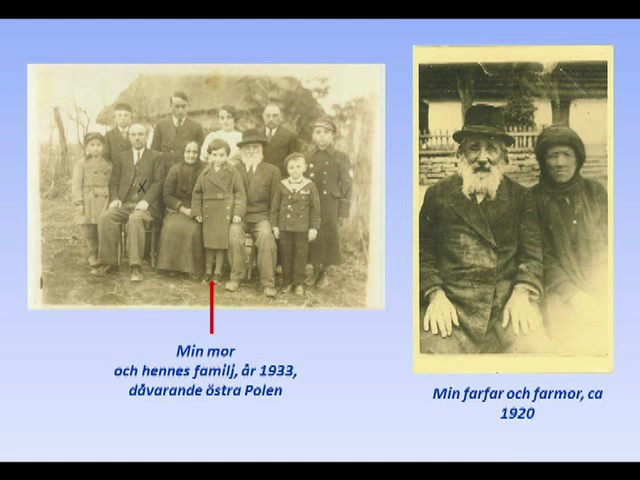 Min mor
och hennes familj, år 1933,
dåvarande östra Polen
Min farfar och farmor, ca
1920